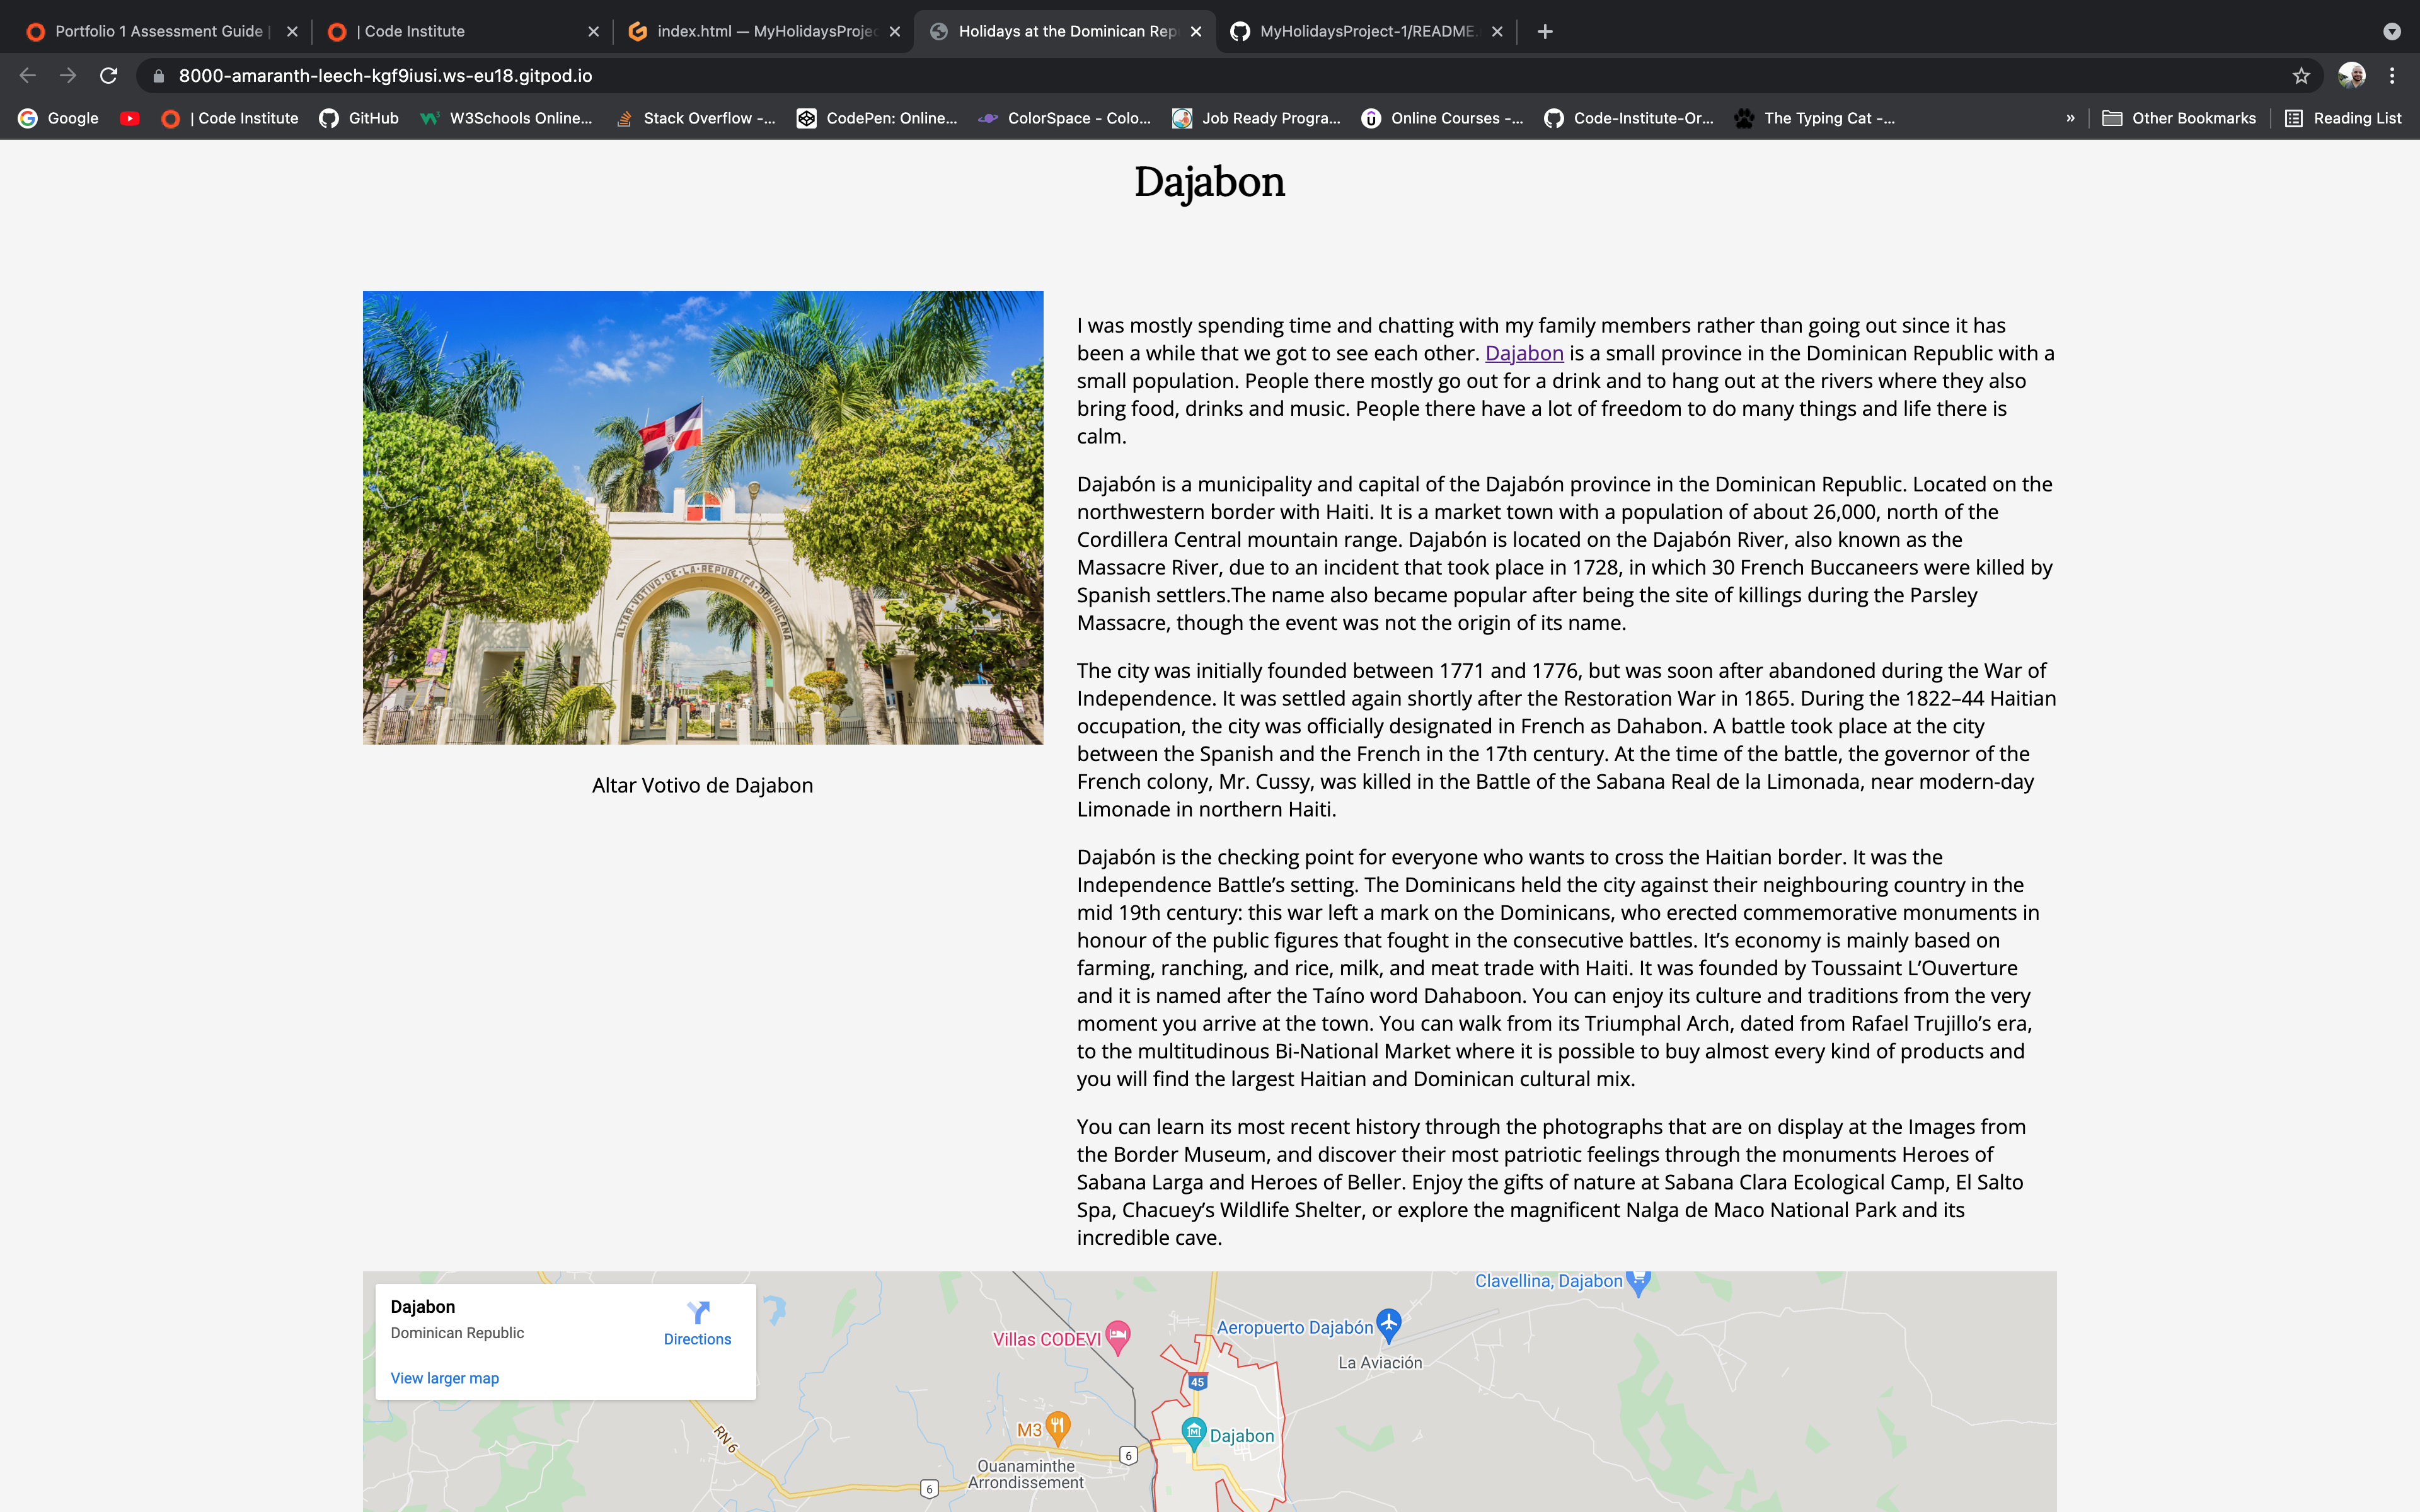 Portfolio 1 Assessment Guide |
| Code Institute
index.html — MyHolidaysProjec
Holidays at the Dominican Rep
MyHolidaysProject-1/README.
8000-amaranth-leech-kgf9iusi.ws-eu18.gitpod.io
Google
| Code Institute
GitHub
W3Schools Online...
Stack Overflow -...
CodePen: Online...
ColorSpace - Colo...
Job Ready Progra...
Online Courses -...
Code-Institute-Or...
The Typing Cat -...
»
Other Bookmarks
Reading List
Dajabon
ALTAR·VOTIVO·DE·LA·REPUBLICA·DOMINICANA
Altar Votivo de Dajabon
I was mostly spending time and chatting with my family members rather than going out since it has
been a while that we got to see each other. Dajabon is a small province in the Dominican Republic with a
small population. People there mostly go out for a drink and to hang out at the rivers where they also
bring food, drinks and music. People there have a lot of freedom to do many things and life there is
calm.
Dajabón is a municipality and capital of the Dajabón province in the Dominican Republic. Located on the
northwestern border with Haiti. It is a market town with a population of about 26,000, north of the
Cordillera Central mountain range. Dajabón is located on the Dajabón River, also known as the
Massacre River, due to an incident that took place in 1728, in which 30 French Buccaneers were killed by
Spanish settlers.The name also became popular after being the site of killings during the Parsley
Massacre, though the event was not the origin of its name.
The city was initially founded between 1771 and 1776, but was soon after abandoned during the War of
Independence. It was settled again shortly after the Restoration War in 1865. During the 1822–44 Haitian
occupation, the city was officially designated in French as Dahabon. A battle took place at the city
between the Spanish and the French in the 17th century. At the time of the battle, the governor of the
French colony, Mr. Cussy, was killed in the Battle of the Sabana Real de la Limonada, near modern-day
Limonade in northern Haiti.
Dajabón is the checking point for everyone who wants to cross the Haitian border. It was the
Independence Battle’s setting. The Dominicans held the city against their neighbouring country in the
mid 19th century: this war left a mark on the Dominicans, who erected commemorative monuments in
honour of the public figures that fought in the consecutive battles. It’s economy is mainly based on
farming, ranching, and rice, milk, and meat trade with Haiti. It was founded by Toussaint L’Ouverture
and it is named after the Taíno word Dahaboon. You can enjoy its culture and traditions from the very
moment you arrive at the town. You can walk from its Triumphal Arch, dated from Rafael Trujillo’s era,
to the multitudinous Bi-National Market where it is possible to buy almost every kind of products and
you will find the largest Haitian and Dominican cultural mix.
You can learn its most recent history through the photographs that are on display at the Images from
the Border Museum, and discover their most patriotic feelings through the monuments Heroes of
Sabana Larga and Heroes of Beller. Enjoy the gifts of nature at Sabana Clara Ecological Camp, El Salto
Spa, Chacuey’s Wildlife Shelter, or explore the magnificent Nalga de Maco National Park and its
incredible cave.
Dajabon
Dominican Republic
Directions
View larger map
Clavellina, Dajabon
Aeropuerto Dajabón
Villas CODEVI
La Aviación
45
M3
Dajabon
RN 6
6
Ouanaminthe
Arrondissement
6